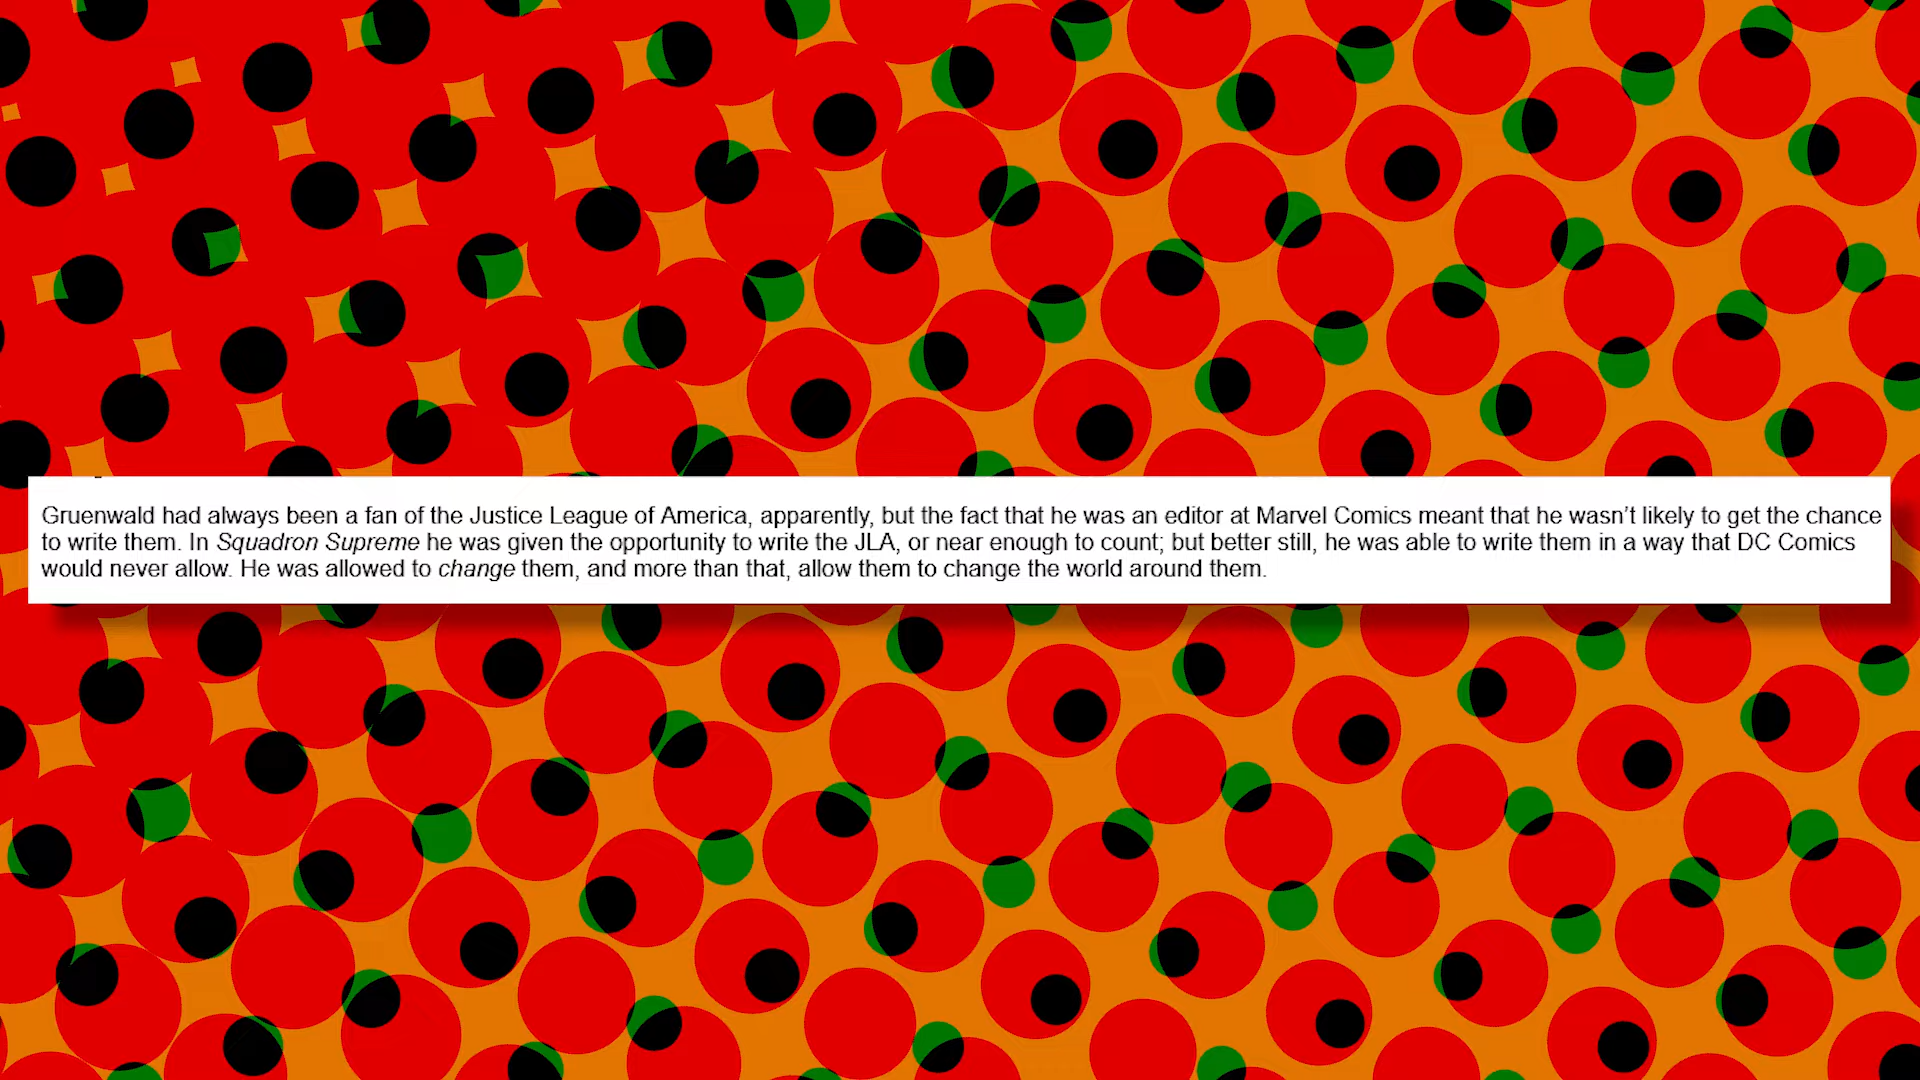 Gruenwald had always been a fan of the Justice League of America, apparently, but the fact that he was an editor at Marvel Comics meant that he wasn't likely to get the chance
to write them. In Squadron Supreme he was given the opportunity to write the JLA, or near enough to count; but better still, he was able to write them in a way that DC Comics
would never allow. He was allowed to change them, and more than that, allow them to change the world around them.